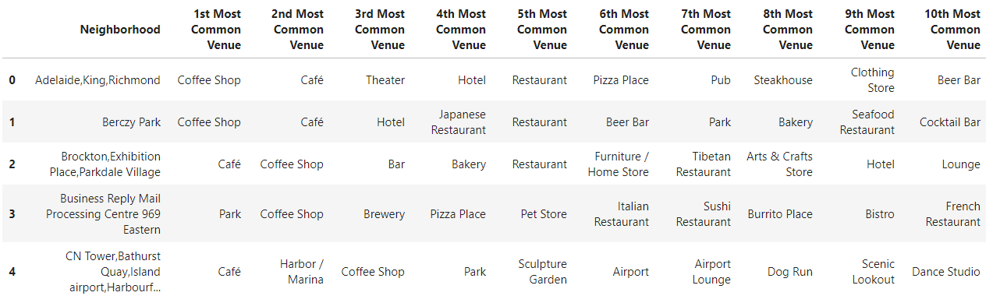 Neighborhood 1st Most Common Venue 2nd Most Common Venue 3rd Most Common Venue 4th Most Common Venue 5th Most Common Venue 6th Most Common Venue 7th Most Common Venue 8th Most Common Venue 9th Most Common Venue 10th Most Common Venue
0 Adelaide,King,Richmond Coffee Shop Café Theater Hotel Restaurant Pizza Place Pub Steakhouse Clothing Store Beer Bar
1 Berczy Park Coffee Shop Café Hotel Japanese Restaurant Restaurant Beer Bar Park Bakery Seafood Restaurant Cocktail Bar
2 Brockton,Exhibition Place,Parkdale Village Café Coffee Shop Bar Bakery Restaurant Furniture / Home Store Tibetan Restaurant Arts & Crafts Store Hotel Lounge
3 Business Reply Mail Processing Centre 969 Eastern Park Coffee Shop Brewery Pizza Place Pet Store Italian Restaurant Sushi Restaurant Burrito Place Bistro French Restaurant
4 CN Tower,Bathurst Quay,Island airport,Harbourf... Café Harbor / Marina Coffee Shop Park Sculpture Garden Airport Airport Lounge Dog Run Scenic Lookout Dance Studio